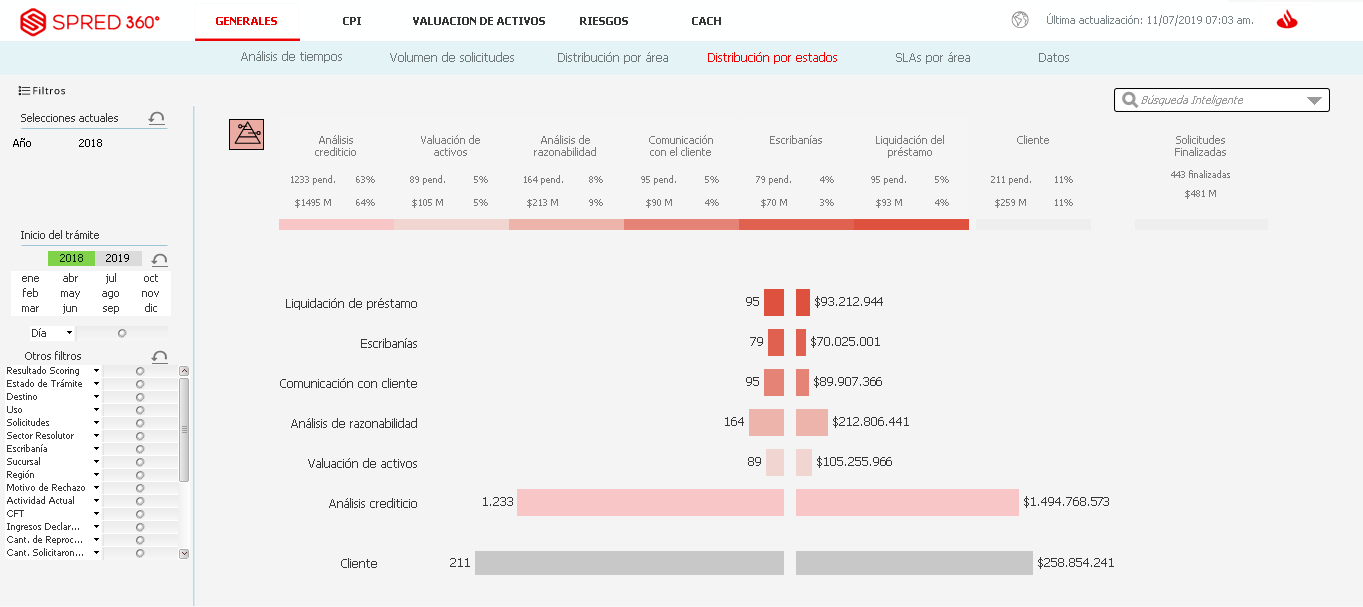 SPRED 360°
GENERALES CPI VALUACION DE ACTIVOS RIESGOS CACH Última actualización: 11/07/2019 07:03 am.
Análisis de tiempos Volumen de solicitudes Distribución por área Distribución por estados SLAs por área Datos
Filtros
Búsqueda Inteligente
Selecciones actuales
Año 2018
Análisis crediticio
Valuación de activos
Análisis de razonabilidad
Comunicación con el cliente
Escribanías
Liquidación del préstamo
Cliente
Solicitudes Finalizadas
1233 pend. 63% 89 pend. 5% 164 pend. 8% 95 pend. 5% 79 pend. 4% 95 pend. 5% 211 pend. 11% 443 finalizadas
$1495 M 64% $105 M 5% $213 M 9% $90 M 4% $70 M 3% $93 M 4% $259 M 11% $481 M
Inicio del trámite
2018 2019
ene abr jul oct
feb may ago nov
mar jun sep dic
Día
Otros filtros
Resultado Scoring
Estado de Trámite
Destino
Uso
Solicitudes
Sector Resolutor
Escribanía
Sucursal
Región
Motivo de Rechazo
Actividad Actual
CFT
Ingresos Declar...
Cant. de Reproc...
Cant. Solicitaron...
Liquidación de préstamo 95 $93.212.944
Escribanías 79 $70.025.001
Comunicación con cliente 95 $89.907.366
Análisis de razonabilidad 164 $212.806.441
Valuación de activos 89 $105.255.966
Análisis crediticio 1.233 $1.494.768.573
Cliente 211 $258.854.241